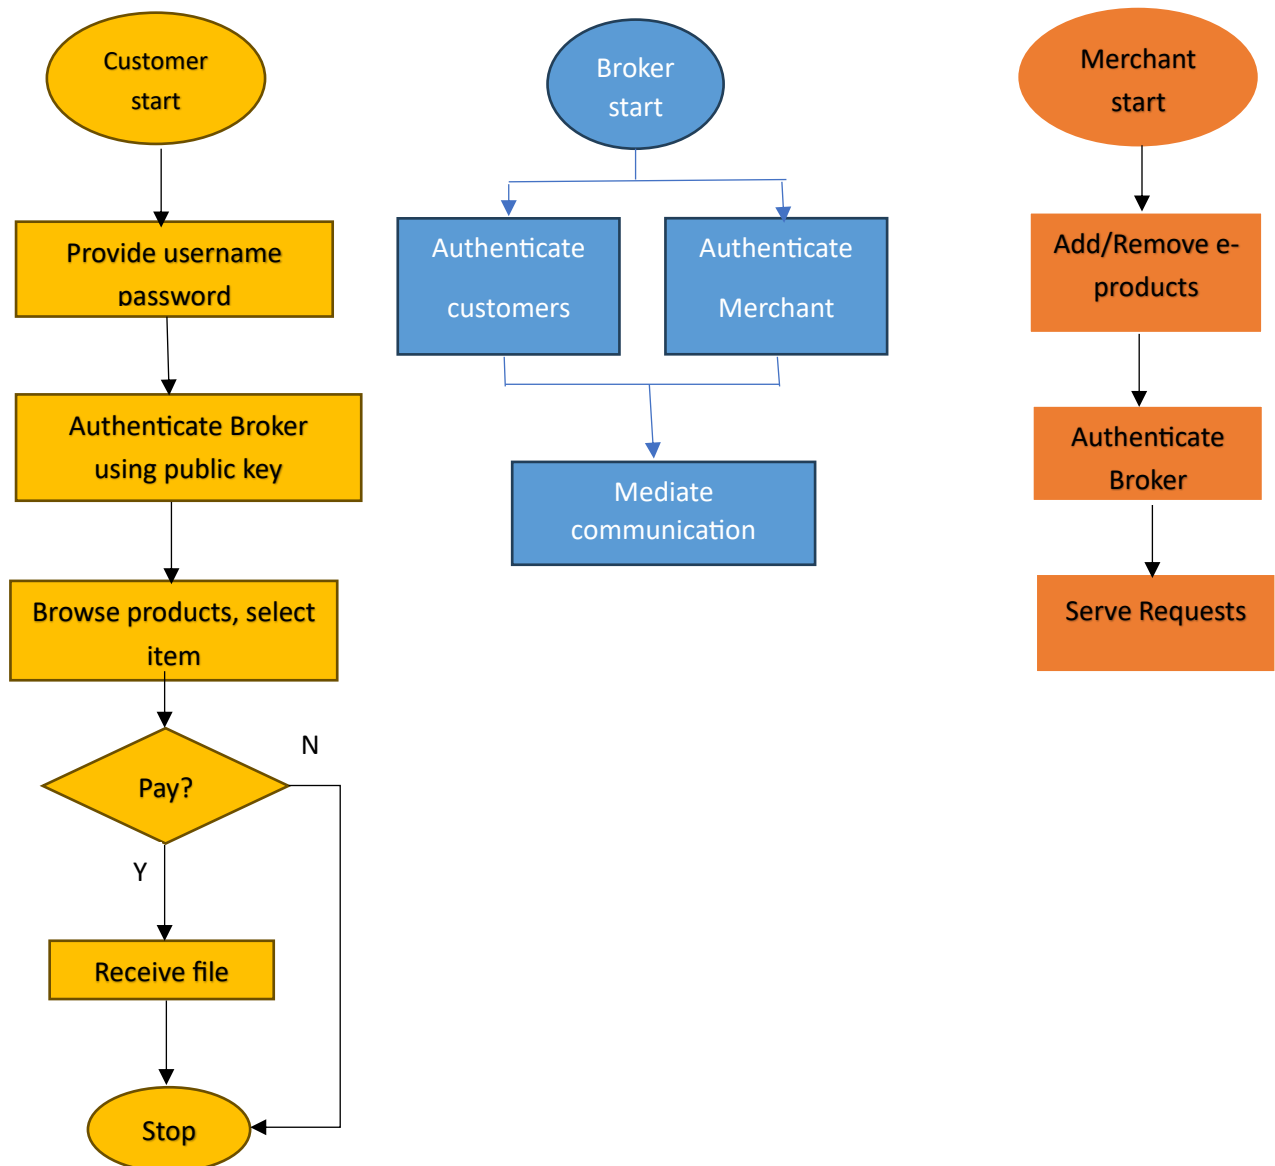 Customer
start
Provide username
password
Authenticate Broker
using public key
Browse products, select
item
Pay?
N
Y
Receive file
Stop
Broker
start
Authenticate
customers
Authenticate
Merchant
Mediate
communication
Merchant
start
Add/Remove e-
products
Authenticate
Broker
Serve Requests